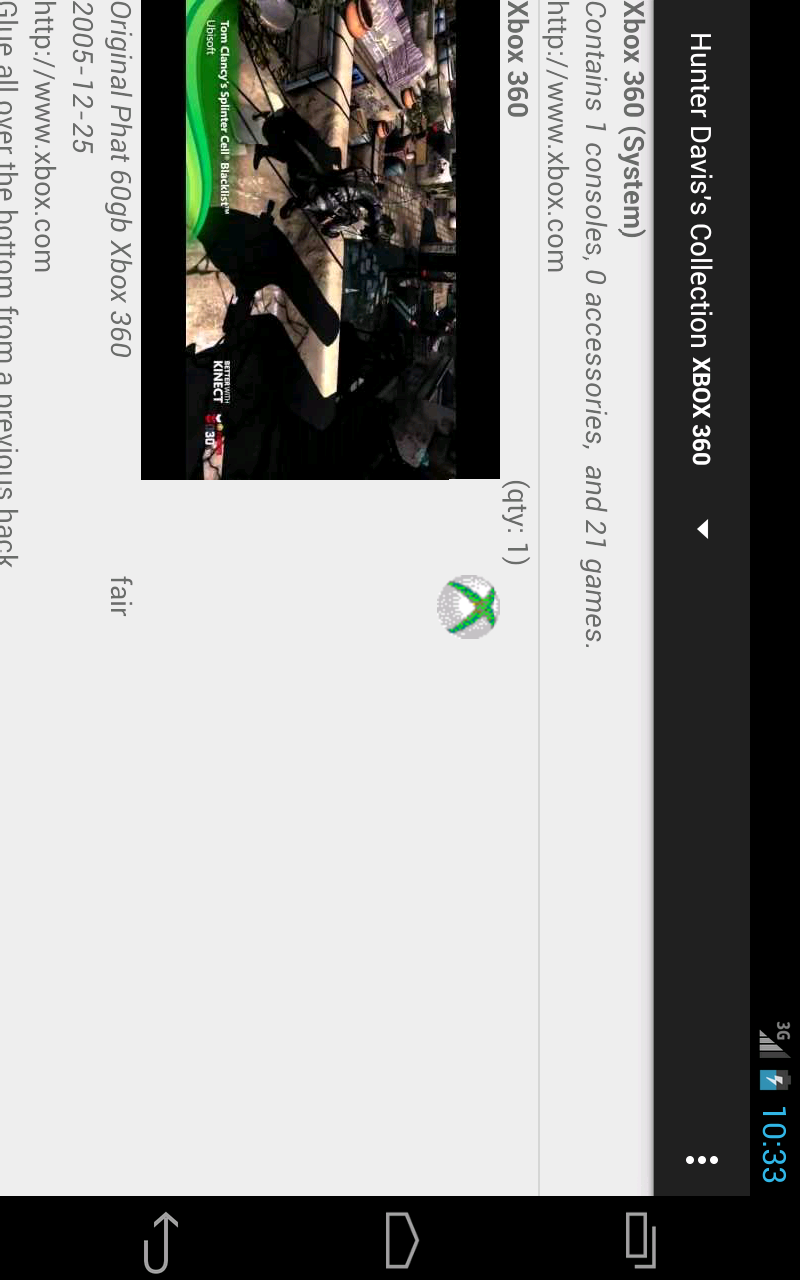 3G 10:33
Hunter Davis's Collection XBOX 360
Xbox 360 (System)
Contains 1 consoles, 0 accessories, and 21 games.
http://www.xbox.com
Xbox 360 (qty: 1)
Tom Clancy's Splinter Cell® Blacklist™
Ubisoft
BETTER WITH
KINECT
Original Phat 60gb Xbox 360 fair
2005-12-25
http://www.xbox.com
Glue all over the bottom from a previous hack